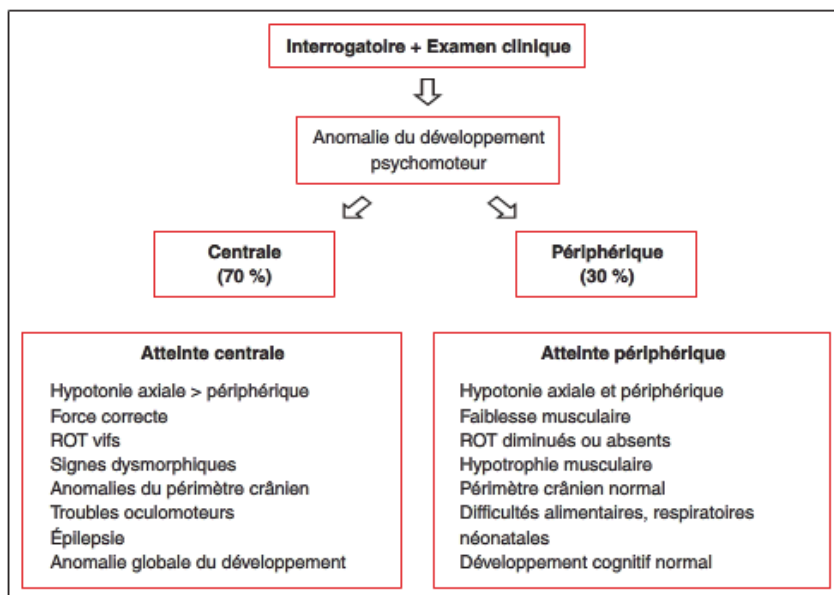 Interrogatoire + Examen clinique
Anomalie du développement
psychomoteur
Centrale
(70 %)
Périphérique
(30 %)
Atteinte centrale
Hypotonie axiale > périphérique
Force correcte
ROT vifs
Signes dysmorphiques
Anomalies du périmètre crânien
Troubles oculomoteurs
Épilepsie
Anomalie globale du développement
Atteinte périphérique
Hypotonie axiale et périphérique
Faiblesse musculaire
ROT diminués ou absents
Hypotrophie musculaire
Périmètre crânien normal
Difficultés alimentaires, respiratoires
néonatales
Développement cognitif normal